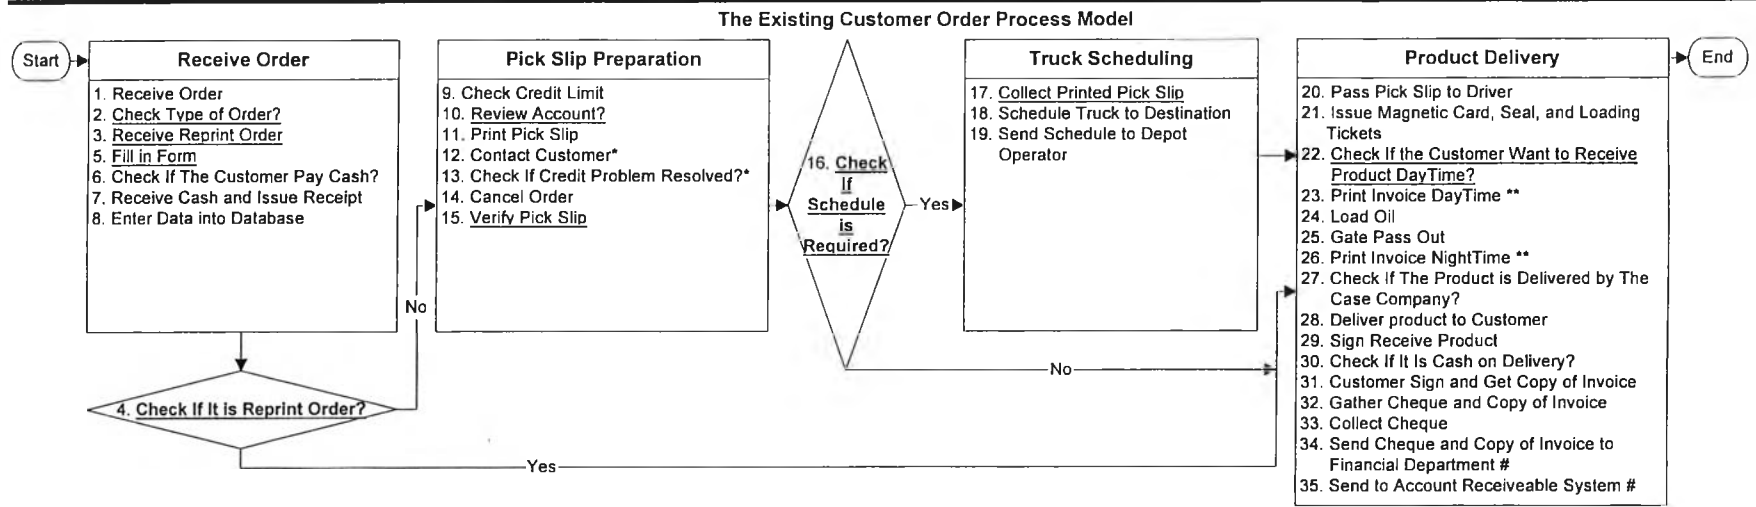 The Existing Customer Order Process Model
Start
Receive Order
1. Receive Order
2. Check Type of Order?
3. Receive Reprint Order
5. Fill in Form
6. Check If The Customer Pay Cash?
7. Receive Cash and Issue Receipt
8. Enter Data into Database
4. Check If It is Reprint Order?
No
Yes
Pick Slip Preparation
9. Check Credit Limit
10. Review Account?
11. Print Pick Slip
12. Contact Customer*
13. Check If Credit Problem Resolved?*
14. Cancel Order
15. Verify Pick Slip
16. Check
If
Schedule
is
Required?
Yes
No
Truck Scheduling
17. Collect Printed Pick Slip
18. Schedule Truck to Destination
19. Send Schedule to Depot
Operator
Product Delivery
20. Pass Pick Slip to Driver
21. Issue Magnetic Card, Seal, and Loading
Tickets
22. Check If the Customer Want to Receive
Product DayTime?
23. Print Invoice DayTime **
24. Load Oil
25. Gate Pass Out
26. Print Invoice NightTime **
27. Check If The Product is Delivered by The
Case Company?
28. Deliver product to Customer
29. Sign Receive Product
30. Check If It Is Cash on Delivery?
31. Customer Sign and Get Copy of Invoice
32. Gather Cheque and Copy of Invoice
33. Collect Cheque
34. Send Cheque and Copy of Invoice to
Financial Department #
35. Send to Account Receiveable System #
End